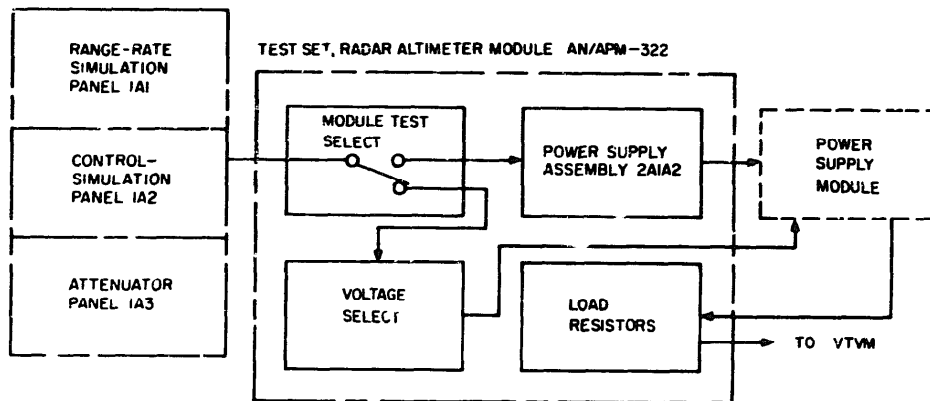 RANGE-RATE
SIMULATION
PANEL 1A1
CONTROL-
SIMULATION
PANEL 1A2
ATTENUATOR
PANEL 1A3
TEST SET, RADAR ALTIMETER MODULE AN/APM-322
MODULE TEST
SELECT
POWER SUPPLY
ASSEMBLY 2A1A2
POWER
SUPPLY
MODULE
VOLTAGE
SELECT
LOAD
RESISTORS
TO VTVM